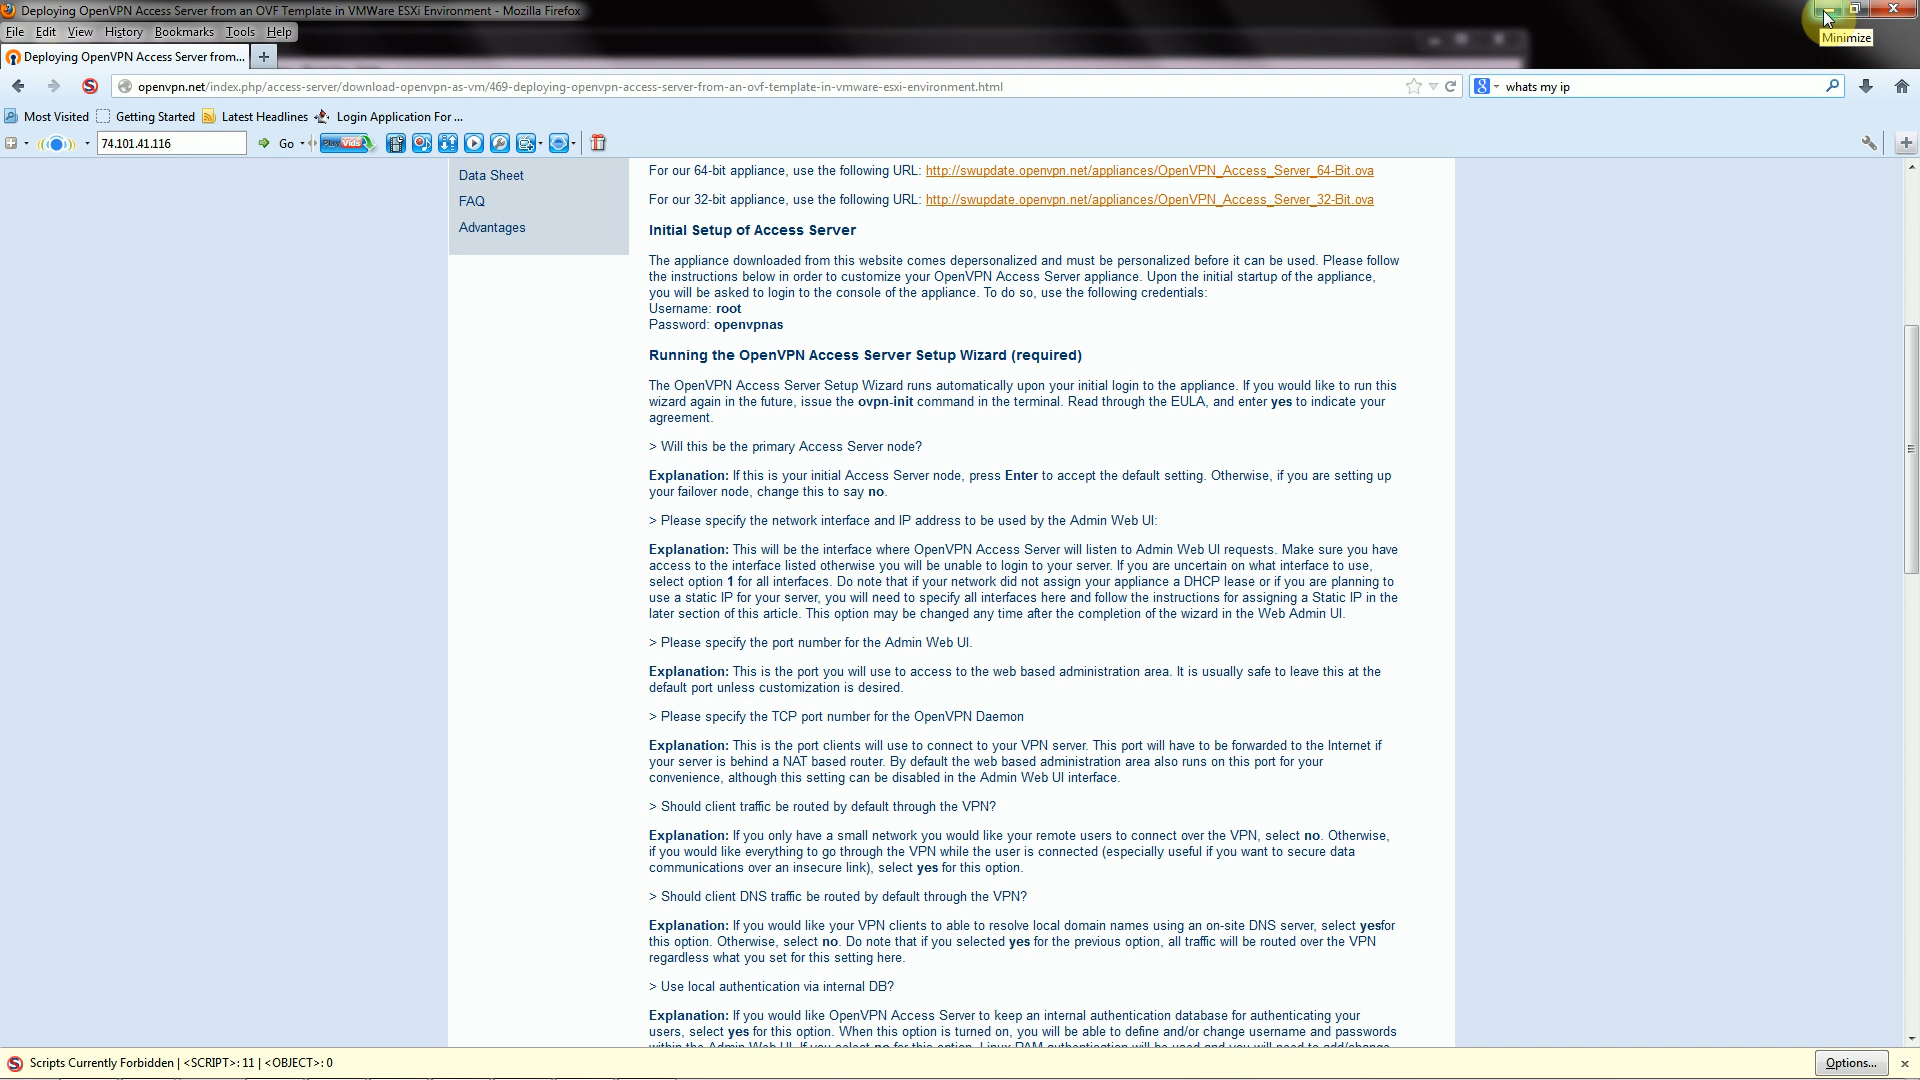 Deploying OpenVPN Access Server from an OVF Template in VMWare ESXi Environment - Mozilla Firefox
File Edit View History Bookmarks Tools Help
Minimize
Deploying OpenVPN Access Server from...
openvpn.net/index.php/access-server/download-openvpn-as-vm/469-deploying-openvpn-access-server-from-an-ovf-template-in-vmware-esxi-environment.html
whats my ip
Most Visited Getting Started Latest Headlines Login Application For ...
74.101.41.116 Go
Data Sheet
FAQ
Advantages
For our 64-bit appliance, use the following URL: http://swupdate.openvpn.net/appliances/OpenVPN_Access_Server_64-Bit.ova
For our 32-bit appliance, use the following URL: http://swupdate.openvpn.net/appliances/OpenVPN_Access_Server_32-Bit.ova
Initial Setup of Access Server
The appliance downloaded from this website comes depersonalized and must be personalized before it can be used. Please follow
the instructions below in order to customize your OpenVPN Access Server appliance. Upon the initial startup of the appliance,
you will be asked to login to the console of the appliance. To do so, use the following credentials:
Username: root
Password: openvpnas
Running the OpenVPN Access Server Setup Wizard (required)
The OpenVPN Access Server Setup Wizard runs automatically upon your initial login to the appliance. If you would like to run this
wizard again in the future, issue the ovpn-init command in the terminal. Read through the EULA, and enter yes to indicate your
agreement.
> Will this be the primary Access Server node?
Explanation: If this is your initial Access Server node, press Enter to accept the default setting. Otherwise, if you are setting up
your failover node, change this to say no.
> Please specify the network interface and IP address to be used by the Admin Web UI:
Explanation: This will be the interface where OpenVPN Access Server will listen to Admin Web UI requests. Make sure you have
access to the interface listed otherwise you will be unable to login to your server. If you are uncertain on what interface to use,
select option 1 for all interfaces. Do note that if your network did not assign your appliance a DHCP lease or if you are planning to
use a static IP for your server, you will need to specify all interfaces here and follow the instructions for assigning a Static IP in the
later section of this article. This option may be changed any time after the completion of the wizard in the Web Admin UI.
> Please specify the port number for the Admin Web UI.
Explanation: This is the port you will use to access to the web based administration area. It is usually safe to leave this at the
default port unless customization is desired.
> Please specify the TCP port number for the OpenVPN Daemon
Explanation: This is the port clients will use to connect to your VPN server. This port will have to be forwarded to the Internet if
your server is behind a NAT based router. By default the web based administration area also runs on this port for your
convenience, although this setting can be disabled in the Admin Web UI interface.
> Should client traffic be routed by default through the VPN?
Explanation: If you only have a small network you would like your remote users to connect over the VPN, select no. Otherwise,
if you would like everything to go through the VPN while the user is connected (especially useful if you want to secure data
communications over an insecure link), select yes for this option.
> Should client DNS traffic be routed by default through the VPN?
Explanation: If you would like your VPN clients to able to resolve local domain names using an on-site DNS server, select yesfor
this option. Otherwise, select no. Do note that if you selected yes for the previous option, all traffic will be routed over the VPN
regardless what you set for this setting here.
> Use local authentication via internal DB?
Explanation: If you would like OpenVPN Access Server to keep an internal authentication database for authenticating your
users, select yes for this option. When this option is turned on, you will be able to define and/or change username and passwords
within the Admin Web UI. If you select no for this option, Linux PAM authentication will be used and you will need to add/change
Scripts Currently Forbidden | <SCRIPT>: 11 | <OBJECT>: 0
Options...